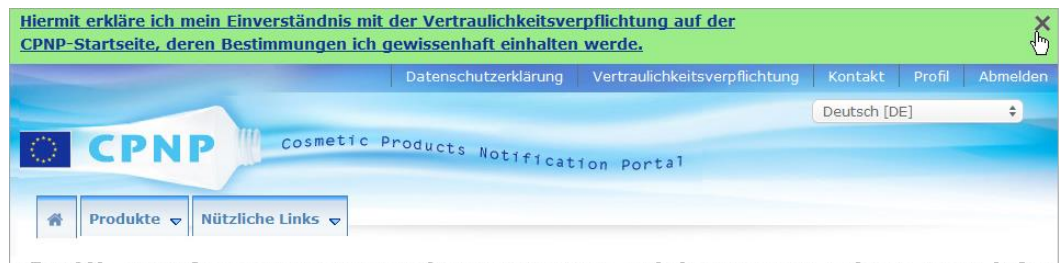 Hiermit erkläre ich mein Einverständnis mit der Vertraulichkeitsverpflichtung auf der
CPNP-Startseite, deren Bestimmungen ich gewissenhaft einhalten werde.
Datenschutzerklärung Vertraulichkeitsverpflichtung Kontakt Profil Abmelden
Deutsch [DE]
CPNP Cosmetic Products Notification Portal
Produkte Nützliche Links